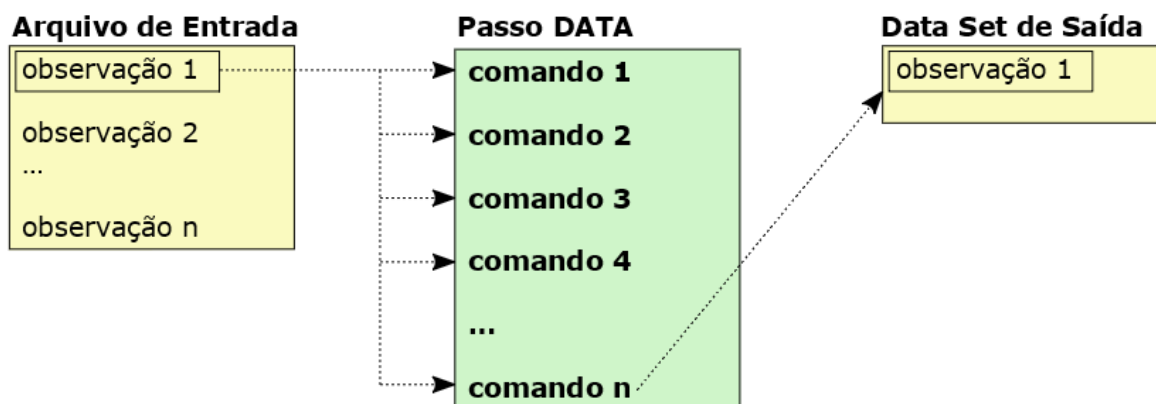 Arquivo de Entrada
observação 1
observação 2
...
observação n
Passo DATA
comando 1
comando 2
comando 3
comando 4
...
comando n
Data Set de Saída
observação 1